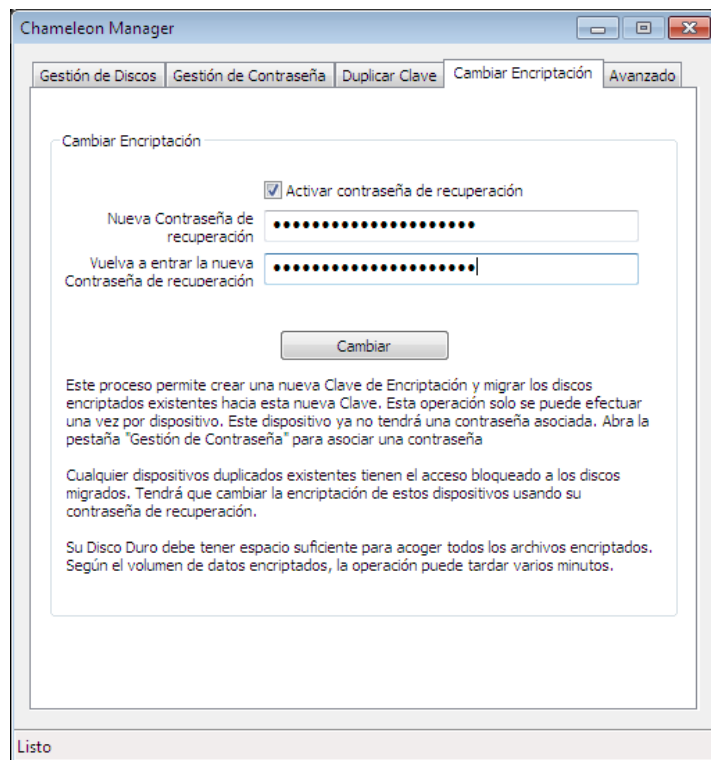 Chameleon Manager
Gestión de Discos
Gestión de Contraseña
Duplicar Clave
Cambiar Encriptación
Avanzado
Cambiar Encriptación
Activar contraseña de recuperación
Nueva Contraseña de
recuperación
Vuelva a entrar la nueva
Contraseña de recuperación
Cambiar
Este proceso permite crear una nueva Clave de Encriptación y migrar los discos
encriptados existentes hacia esta nueva Clave. Esta operación solo se puede efectuar
una vez por dispositivo. Este dispositivo ya no tendrá una contraseña asociada. Abra la
pestaña "Gestión de Contraseña" para asociar una contraseña
Cualquier dispositivos duplicados existentes tienen el acceso bloqueado a los discos
migrados. Tendrá que cambiar la encriptación de estos dispositivos usando su
contraseña de recuperación.
Su Disco Duro debe tener espacio suficiente para acoger todos los archivos encriptados.
Según el volumen de datos encriptados, la operación puede tardar varios minutos.
Listo